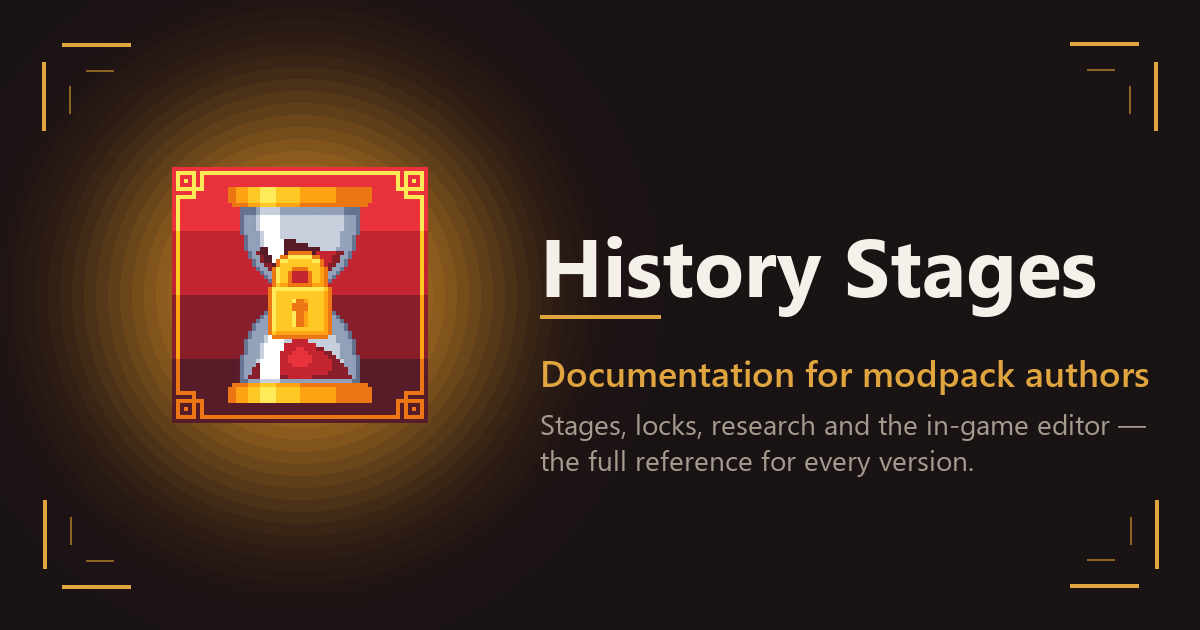 History Stages
Documentation for modpack authors
Stages, locks, research and the in-game editor —
the full reference for every version.